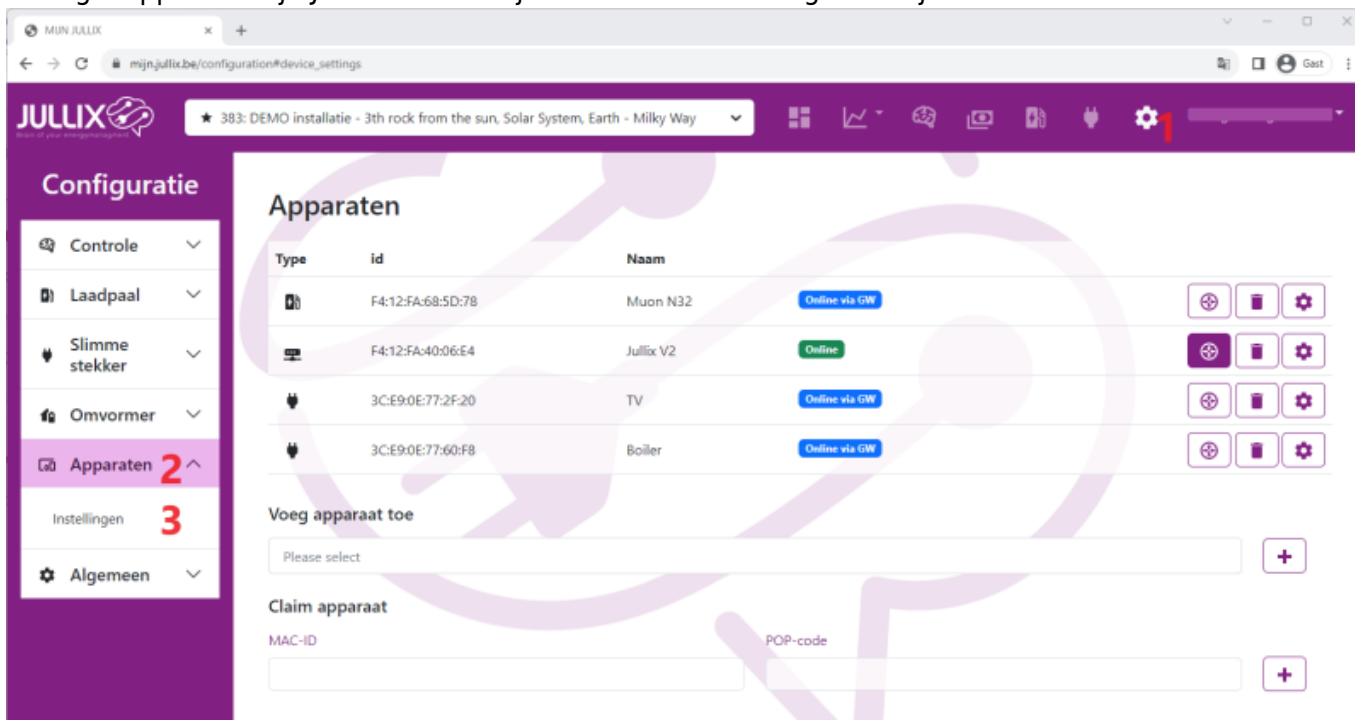 MIJN JULLIX
mijn.jullix.be/configuration#device_settings
Gast
JULLIX
★ 383: DEMO installatie - 3th rock from the sun, Solar System, Earth - Milky Way
1
Configuratie
Controle
Laadpaal
Slimme
stekker
Omvormer
Apparaten 2
Instellingen 3
Algemeen
Apparaten
Type id Naam
F4:12:FA:68:5D:78 Muon N32 Online via GW
F4:12:FA:40:06:E4 Jullix V2 Online
3C:E9:0E:77:2F:20 TV Online via GW
3C:E9:0E:77:60:F8 Boiler Online via GW
Voeg apparaat toe
Please select
+
Claim apparaat
MAC-ID POP-code
+